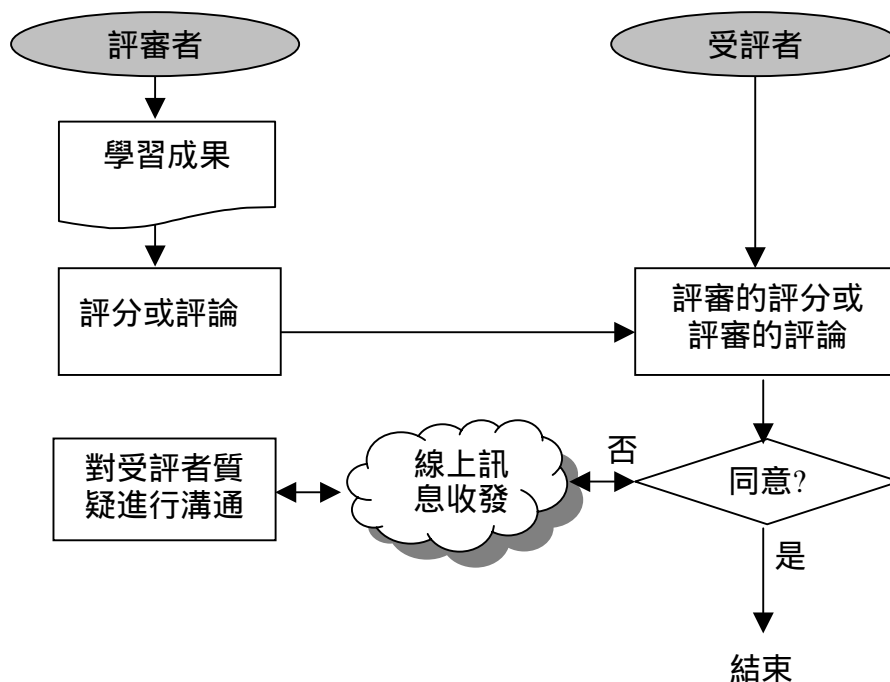 評審者
受評者
學習成果
評分或評論
評審的評分或
評審的評論
對受評者質
疑進行溝通
線上訊
息收發
否
同意?
是
結束